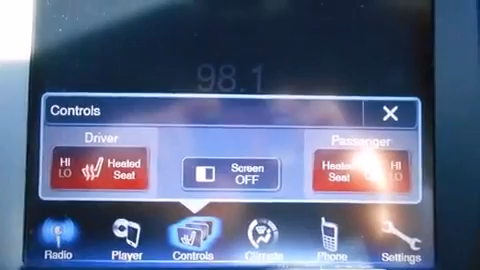 98.1
Controls X
Driver
Passenger
HI
LO
Heated
Seat
Screen
OFF
Heated
Seat
HI
LO
Radio Player Controls Climate Phone Settings